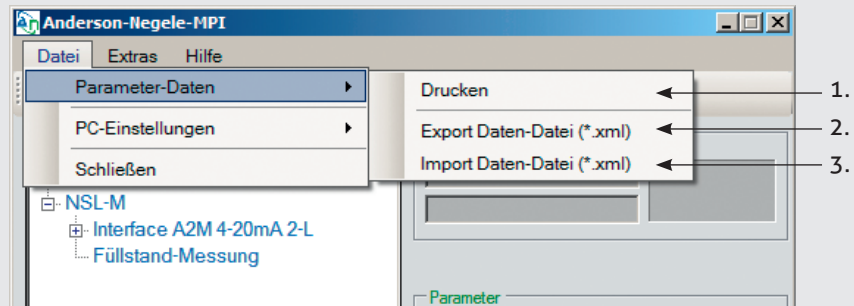 Anderson-Negele-MPI
Datei Extras Hilfe
Parameter-Daten
PC-Einstellungen
Schließen
Drucken
Export Daten-Datei (*.xml)
Import Daten-Datei (*.xml)
1.
2.
3.
NSL-M
Interface A2M 4-20mA 2-L
Füllstand-Messung
Parameter